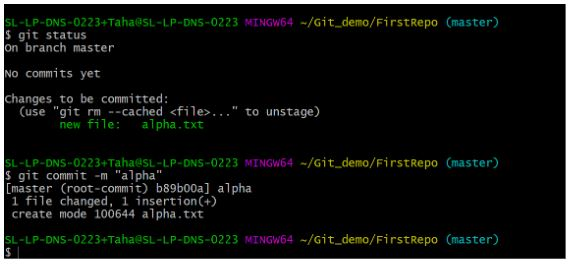 SL-LP-DNS-0223+Taha@SL-LP-DNS-0223 MINGW64 ~/Git_demo/FirstRepo (master)
$ git status
On branch master
No commits yet
Changes to be committed:
  (use "git rm --cached <file>..." to unstage)
        new file:   alpha.txt
SL-LP-DNS-0223+Taha@SL-LP-DNS-0223 MINGW64 ~/Git_demo/FirstRepo (master)
$ git commit -m "alpha"
[master (root-commit) b89b00a] alpha
 1 file changed, 1 insertion(+)
 create mode 100644 alpha.txt
SL-LP-DNS-0223+Taha@SL-LP-DNS-0223 MINGW64 ~/Git_demo/FirstRepo (master)
$